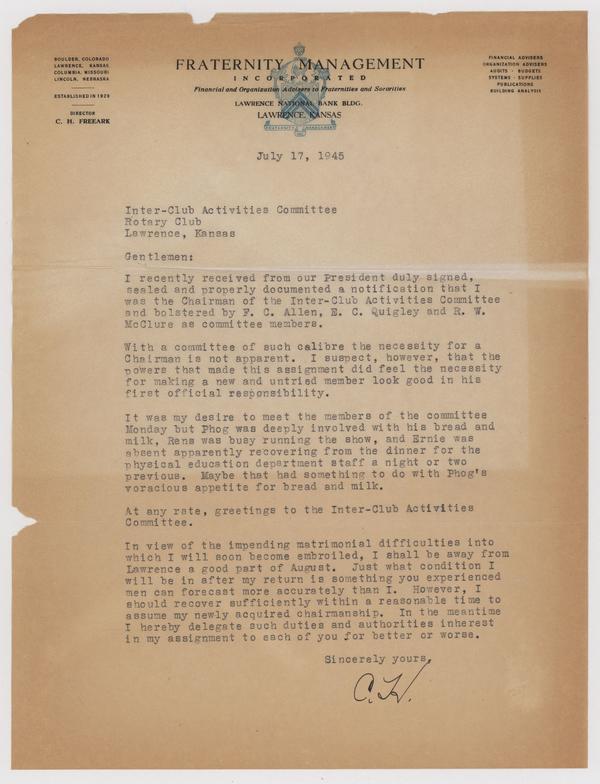 BOULDER, COLORADO
LAWRENCE, KANSAS
COLUMBIA, MISSOURI
LINCOLN, NEBRASKA
ESTABLISHED IN 1929
DIRECTOR
C. H. FREEARK
FRATERNITY MANAGEMENT
INCORPORATED
Financial and Organization Advisers to Fraternities and Sororities
LAWRENCE NATIONAL BANK BLDG.
LAWRENCE, KANSAS
FRATERNITY MANAGEMENT
FINANCIAL ADVISERS
ORGANIZATION ADVISERS
AUDITS - BUDGETS
SYSTEMS - SUPPLIES
PUBLICATIONS
BUILDING ANALYSIS
July 17, 1945
Inter-Club Activities Committee
Rotary Club
Lawrence, Kansas
Gentlemen:
I recently received from our President duly signed,
sealed and properly documented a notification that I
was the Chairman of the Inter-Club Activities Committee
and bolstered by F. C. Allen, E. C. Quigley and R. W.
McClure as committee members.
With a committee of such calibre the necessity for a
Chairman is not apparent.  I suspect, however, that the
powers that made this assignment did feel the necessity
for making a new and untried member look good in his
first official responsibility.
It was my desire to meet the members of the committee
Monday but Phog was deeply involved with his bread and
milk, Rens was busy running the show, and Ernie was
absent apparently recovering from the dinner for the
physical education department staff a night or two
previous.  Maybe that had something to do with Phog's
voracious appetite for bread and milk.
At any rate, greetings to the Inter-Club Activities
Committee.
In view of the impending matrimonial difficulties into
which I will soon become embroiled, I shall be away from
Lawrence a good part of August.  Just what condition I
will be in after my return is something you experienced
men can forecast more accurately than I.  However, I
should recover sufficiently within a reasonable time to
assume my newly acquired chairmanship.  In the meantime
I hereby delegate such duties and authorities inherest
in my assignment to each of you for better or worse.
Sincerely yours,